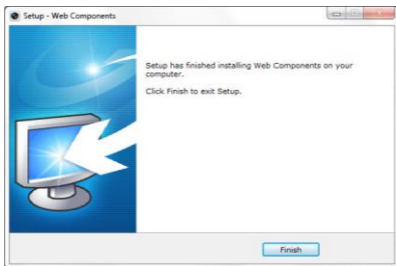 Setup - Web Components
Setup has finished installing Web Components on your
computer.
Click Finish to exit Setup.
Finish